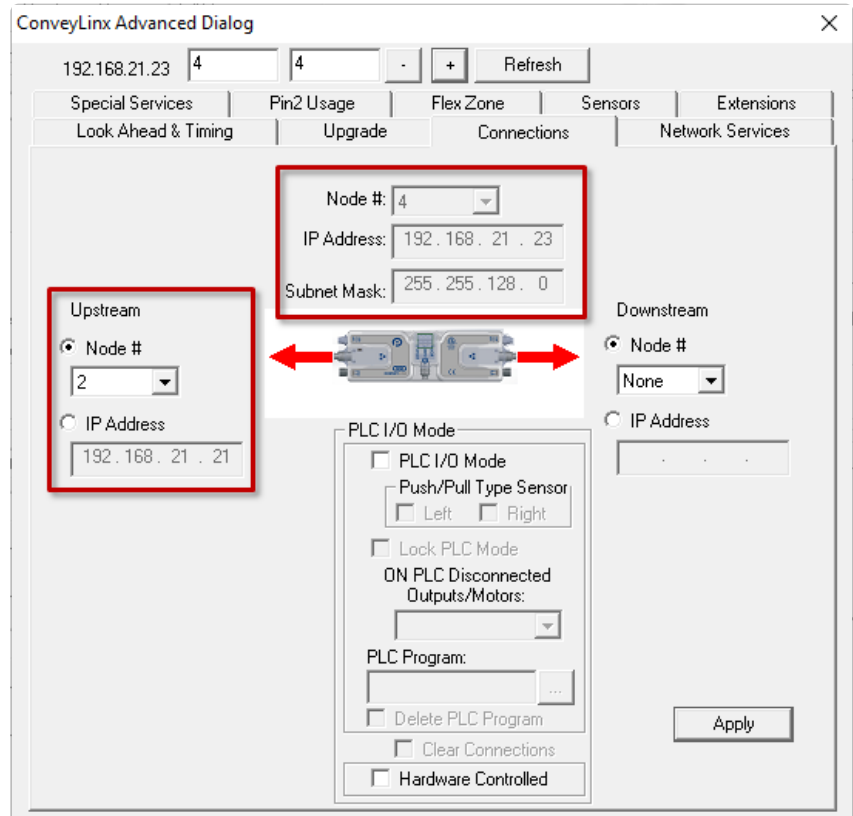 ConveyLinx Advanced Dialog
192.168.21.23 4 4 - + Refresh
Special Services Pin2 Usage Flex Zone Sensors Extensions
Look Ahead & Timing Upgrade Connections Network Services
Node #: 4
IP Address: 192 . 168 . 21 . 23
Subnet Mask: 255 . 255 . 128 . 0
Upstream
Node #
2
IP Address
192 . 168 . 21 . 21
Downstream
Node #
None
IP Address
. . .
PLC I/O Mode
PLC I/O Mode
Push/Pull Type Sensor
Left Right
Lock PLC Mode
ON PLC Disconnected
Outputs/Motors:
PLC Program:
...
Delete PLC Program
Clear Connections
Hardware Controlled
Apply